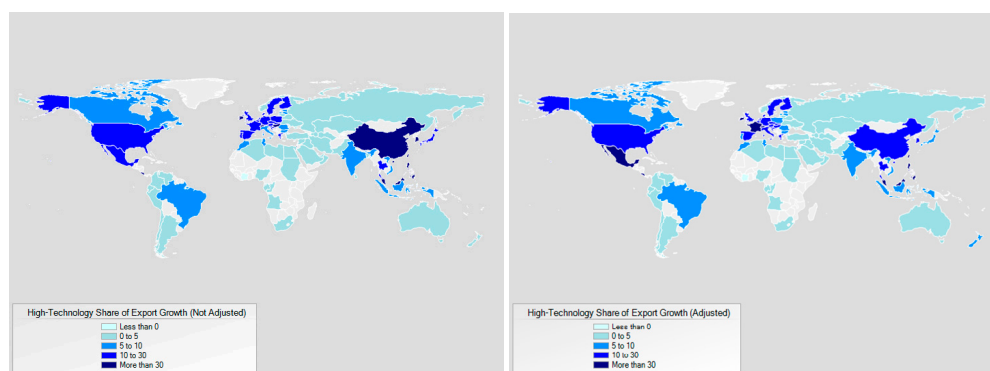 High-Technology Share of Export Growth (Not Adjusted)
Less than 0
0 to 5
5 to 10
10 to 30
More than 30
High-Technology Share of Export Growth (Adjusted)
Less than 0
0 to 5
5 to 10
10 to 30
More than 30